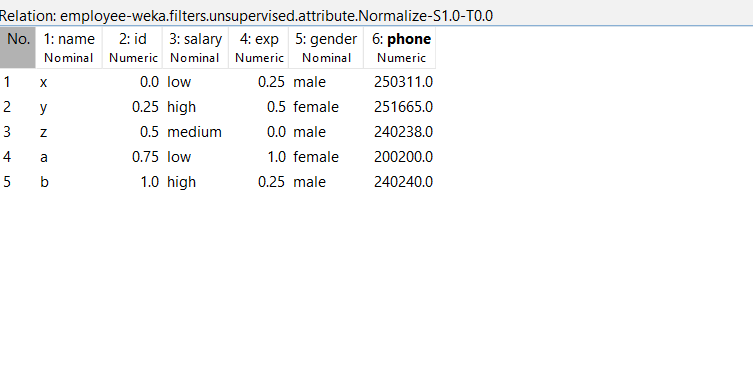 Relation: employee-weka.filters.unsupervised.attribute.Normalize-S1.0-T0.0
No. 1: name 2: id 3: salary 4: exp 5: gender 6: phone
Nominal Numeric Nominal Numeric Nominal Numeric
1 x 0.0 low 0.25 male 250311.0
2 y 0.25 high 0.5 female 251665.0
3 z 0.5 medium 0.0 male 240238.0
4 a 0.75 low 1.0 female 200200.0
5 b 1.0 high 0.25 male 240240.0